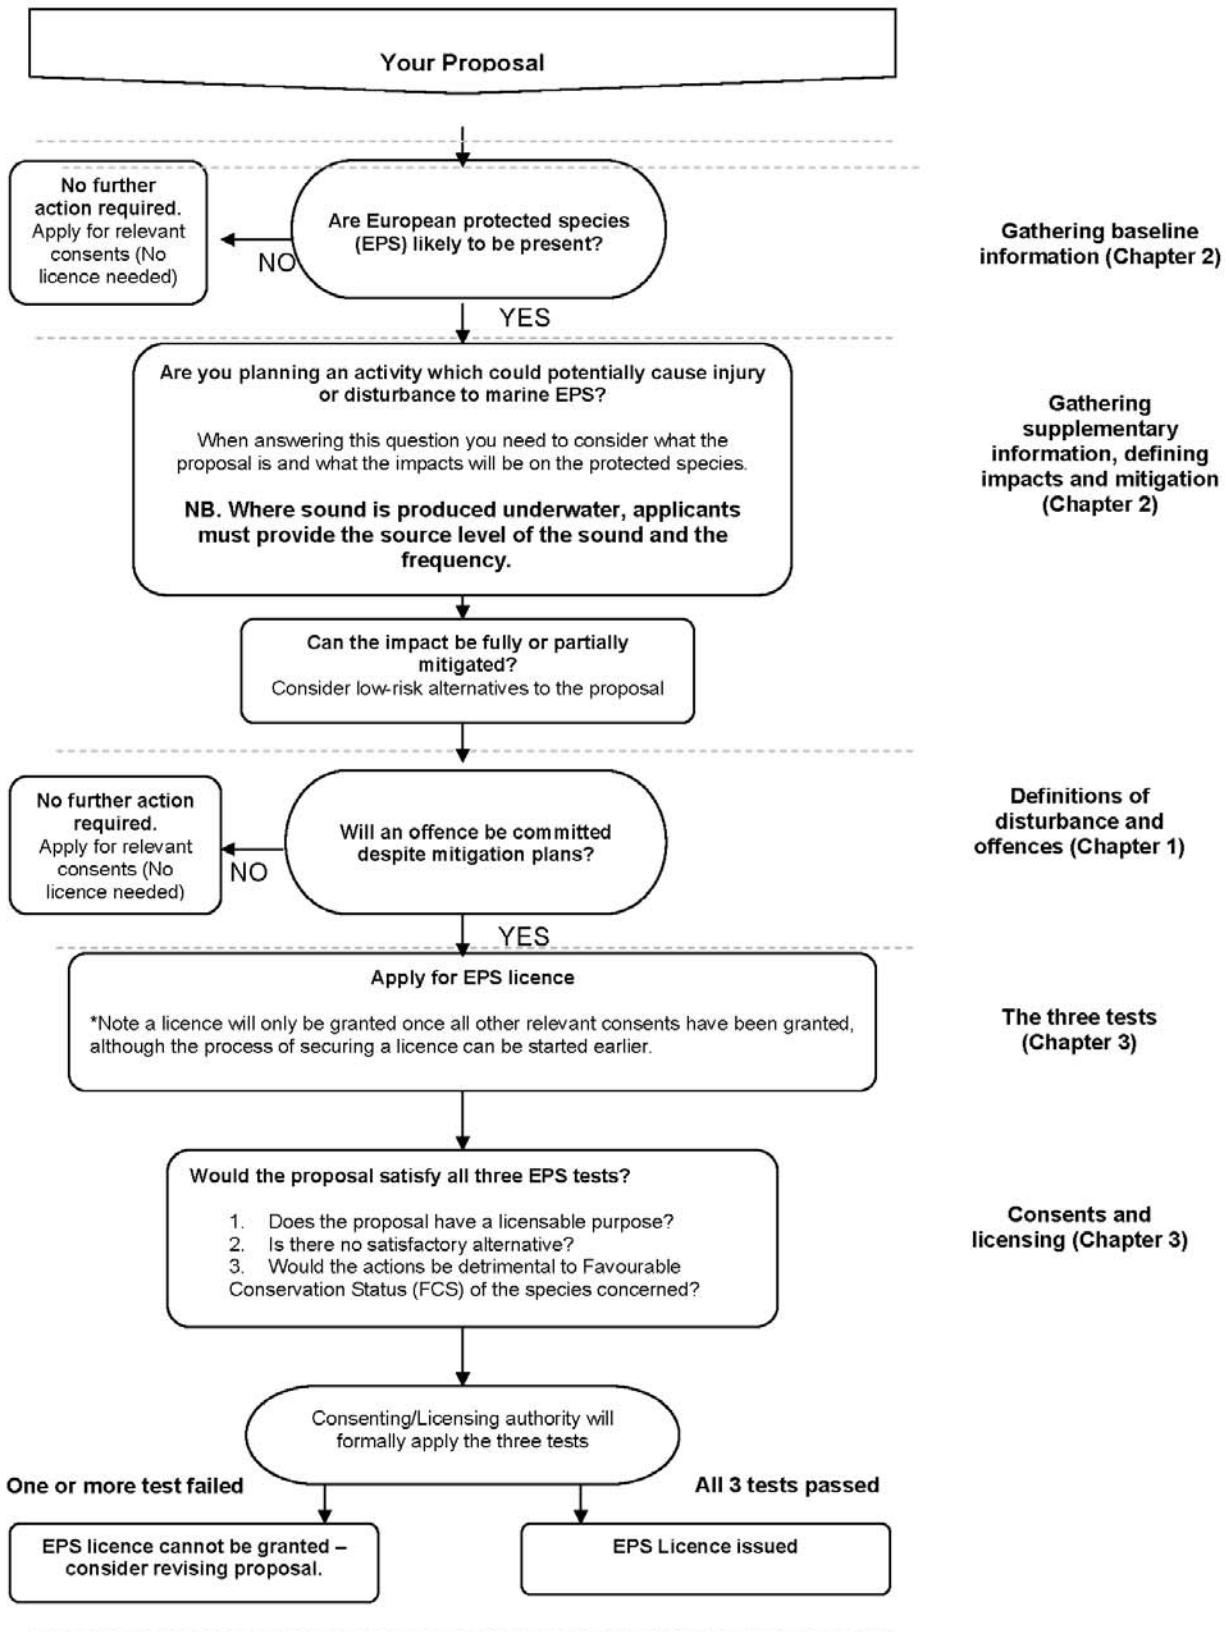 Your Proposal
No further
action required.
Apply for relevant
consents (No
licence needed)
NO
Are European protected species
(EPS) likely to be present?
Gathering baseline
information (Chapter 2)
YES
Are you planning an activity which could potentially cause injury
or disturbance to marine EPS?
When answering this question you need to consider what the
proposal is and what the impacts will be on the protected species.
NB. Where sound is produced underwater, applicants
must provide the source level of the sound and the
frequency.
Gathering
supplementary
information, defining
impacts and mitigation
(Chapter 2)
Can the impact be fully or partially
mitigated?
Consider low-risk alternatives to the proposal
No further action
required.
Apply for relevant
consents (No
licence needed)
NO
Will an offence be committed
despite mitigation plans?
Definitions of
disturbance and
offences (Chapter 1)
YES
Apply for EPS licence
*Note a licence will only be granted once all other relevant consents have been granted,
although the process of securing a licence can be started earlier.
The three tests
(Chapter 3)
Would the proposal satisfy all three EPS tests?
1. Does the proposal have a licensable purpose?
2. Is there no satisfactory alternative?
3. Would the actions be detrimental to Favourable
Conservation Status (FCS) of the species concerned?
Consents and
licensing (Chapter 3)
Consenting/Licensing authority will
formally apply the three tests
One or more test failed
All 3 tests passed
EPS licence cannot be granted –
consider revising proposal.
EPS Licence issued